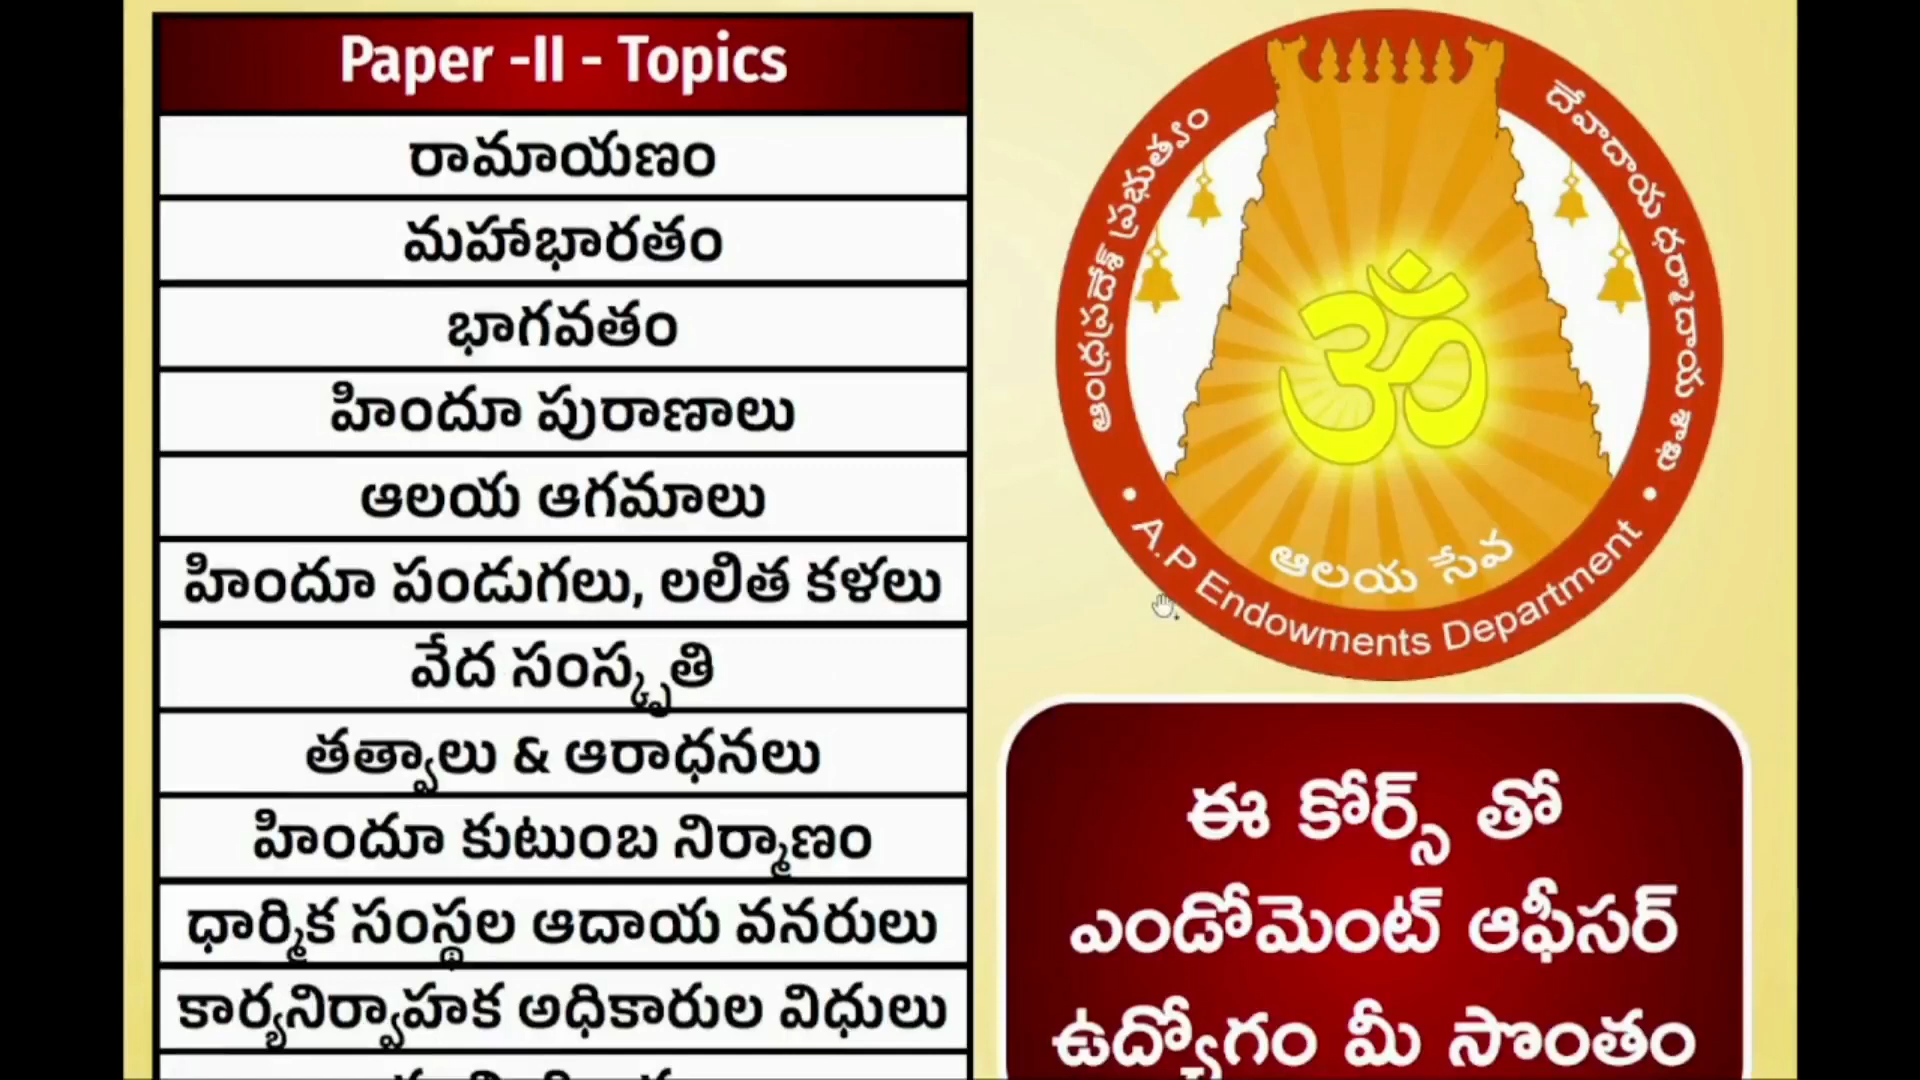 Paper -II - Topics
రామాయణం
మహాభారతం
భాగవతం
హిందూ పురాణాలు
ఆలయ ఆగమాలు
హిందూ పండుగలు, లలిత కళలు
వేద సంస్కృతి
తత్వాలు & ఆరాధనలు
హిందూ కుటుంబ నిర్మాణం
ధార్మిక సంస్థల ఆదాయ వనరులు
కార్యనిర్వాహక అధికారుల విధులు
ఆంధ్రప్రదేశ్ ప్రభుత్వం
దేవాదాయ ధర్మాదాయ శాఖ
ఆలయ సేవ
A.P Endowments Department
ఈ కోర్స్ తో
ఎండోమెంట్ ఆఫీసర్
ఉద్యోగం మీ సొంతం